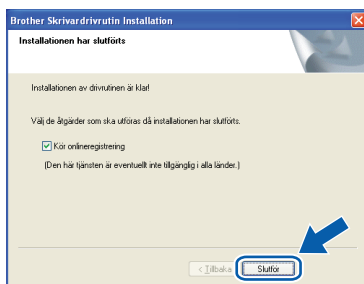 Brother Skrivardrivrutin Installation
Installationen har slutförts
Installationen av drivrutinen är klar!
Välj de åtgärder som ska utföras då installationen har slutförts.
Kör onlineregistrering
(Den här tjänsten är eventuellt inte tillgänglig i alla länder.)
< Tillbaka
Slutför